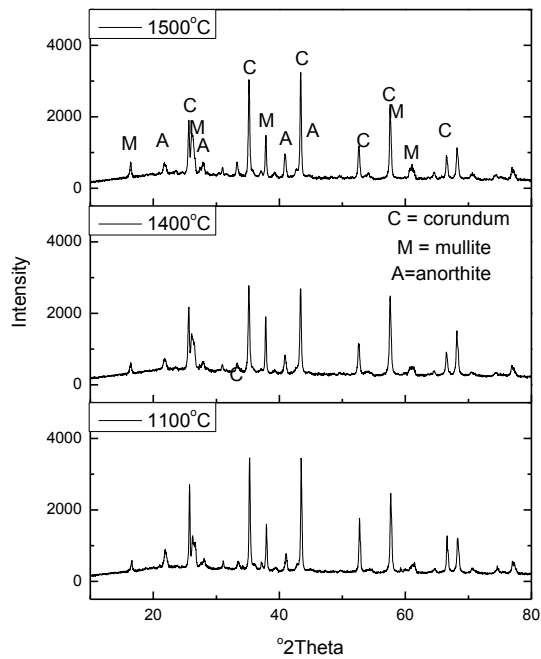 1500°C
4000
C
C
C
C
M
M
M
A
M
A
A
A
C
C
M
2000
0
1400°C
C = corundum
M = mullite
A=anorthite
4000
2000
C
0
Intensity
1100°C
4000
2000
0
20 40 60 80
°2Theta